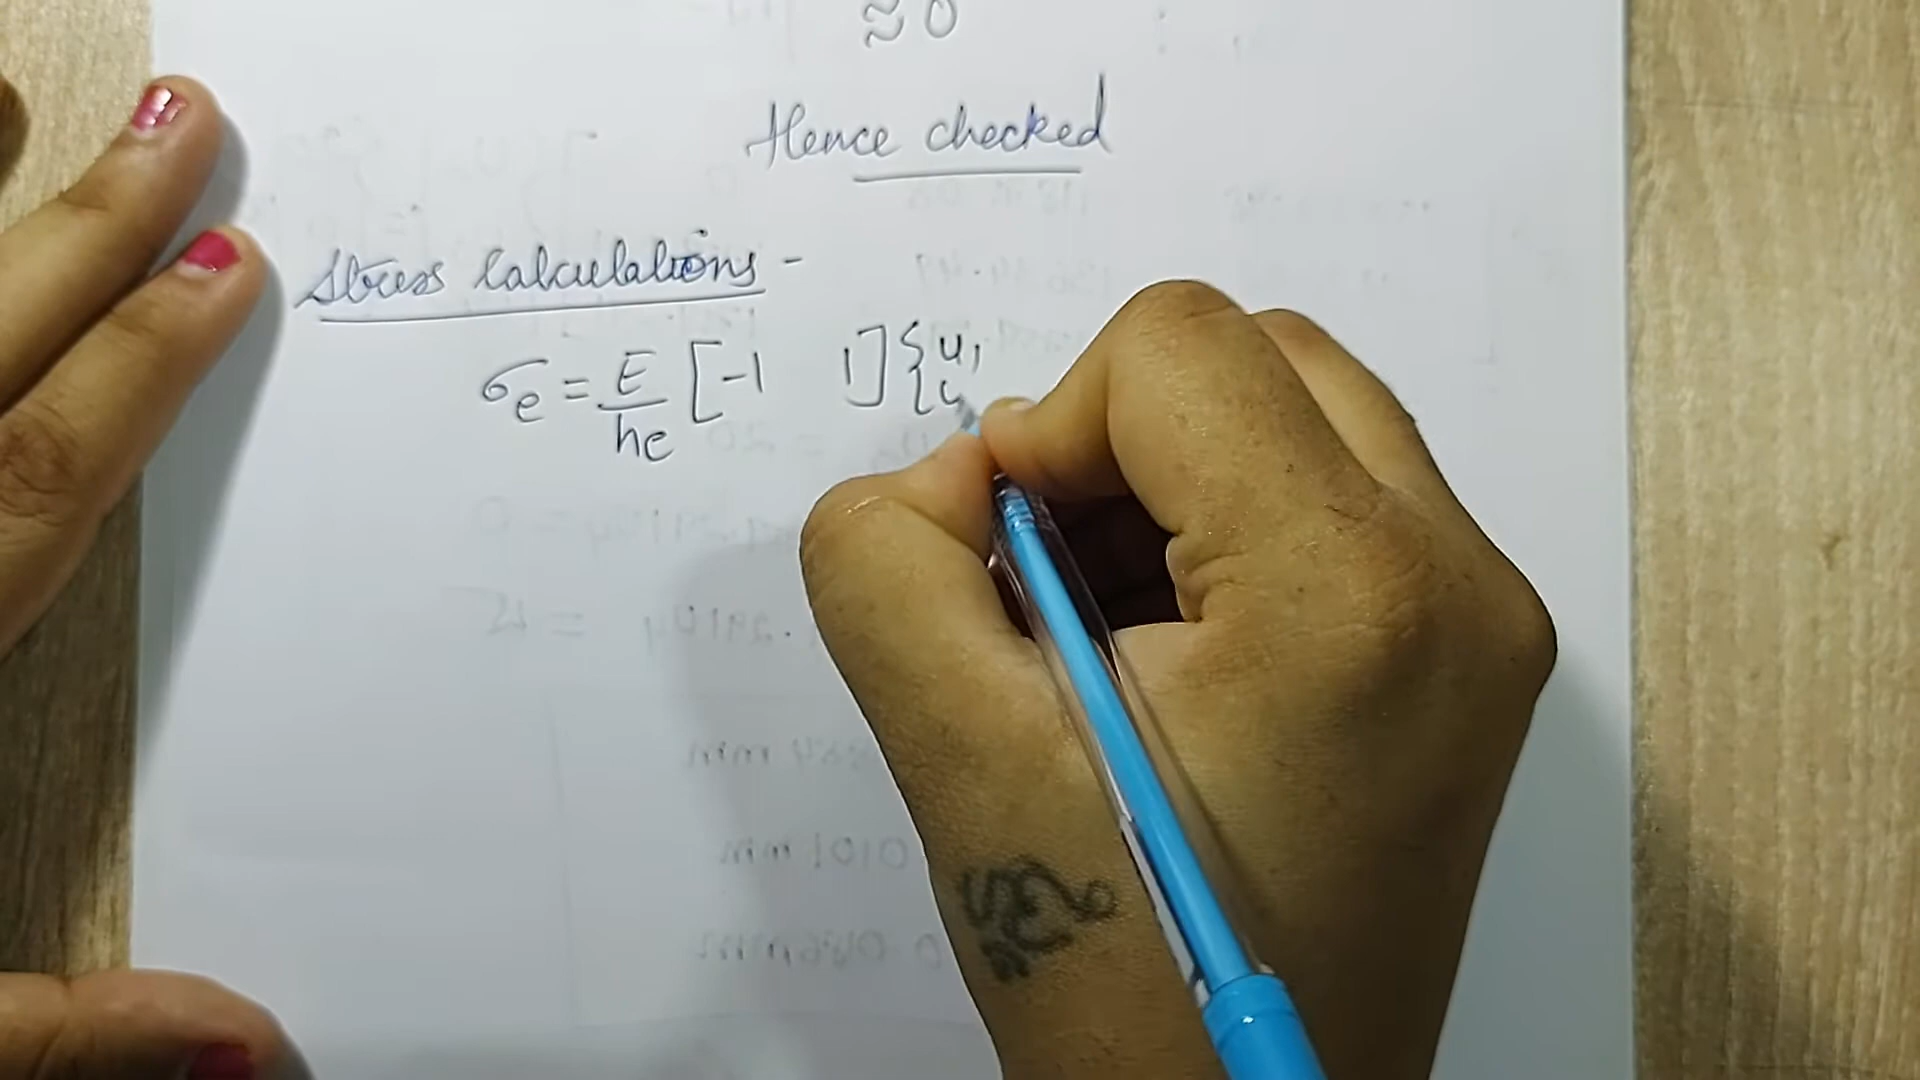 ≈ 0
Hence checked
Stress Calculations -
σe = E/he [-1 1] {u1